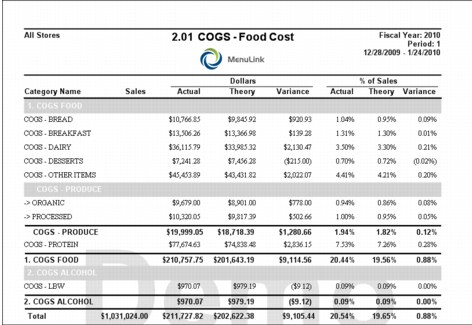 All Stores 2.01 COGS - Food Cost Fiscal Year: 2010
Period: 1
12/28/2009 - 1/24/2010
MenuLink
Dollars % of Sales
Category Name Sales Actual Theory Variance Actual Theory Variance
1. COGS FOOD
COGS - BREAD $10,766.85 $9,845.92 $920.93 1.04% 0.95% 0.09%
COGS - BREAKFAST $13,506.26 $13,366.98 $139.28 1.31% 1.30% 0.01%
COGS - DAIRY $36,115.79 $33,985.32 $2,130.47 3.50% 3.30% 0.21%
COGS - DESSERTS $7,241.28 $7,456.28 ($215.00) 0.70% 0.72% (0.02%)
COGS - OTHER ITEMS $45,453.89 $43,431.82 $2,022.07 4.41% 4.21% 0.20%
COGS - PRODUCE
-> ORGANIC $9,679.00 $8,901.00 $778.00 0.94% 0.86% 0.08%
-> PROCESSED $10,320.05 $9,817.39 $502.66 1.00% 0.95% 0.05%
COGS - PRODUCE $19,999.05 $18,718.39 $1,280.66 1.94% 1.82% 0.12%
COGS - PROTEIN $77,674.63 $74,838.48 $2,836.15 7.53% 7.26% 0.28%
1. COGS FOOD $210,757.75 $201,643.19 $9,114.56 20.44% 19.56% 0.88%
2. COGS ALCOHOL
COGS - LBW $970.07 $979.19 ($9.12) 0.09% 0.09% 0.00%
2. COGS ALCOHOL $970.07 $979.19 ($9.12) 0.09% 0.09% 0.00%
Total $1,031,024.00 $211,727.82 $202,622.38 $9,105.44 20.54% 19.65% 0.88%
Demo